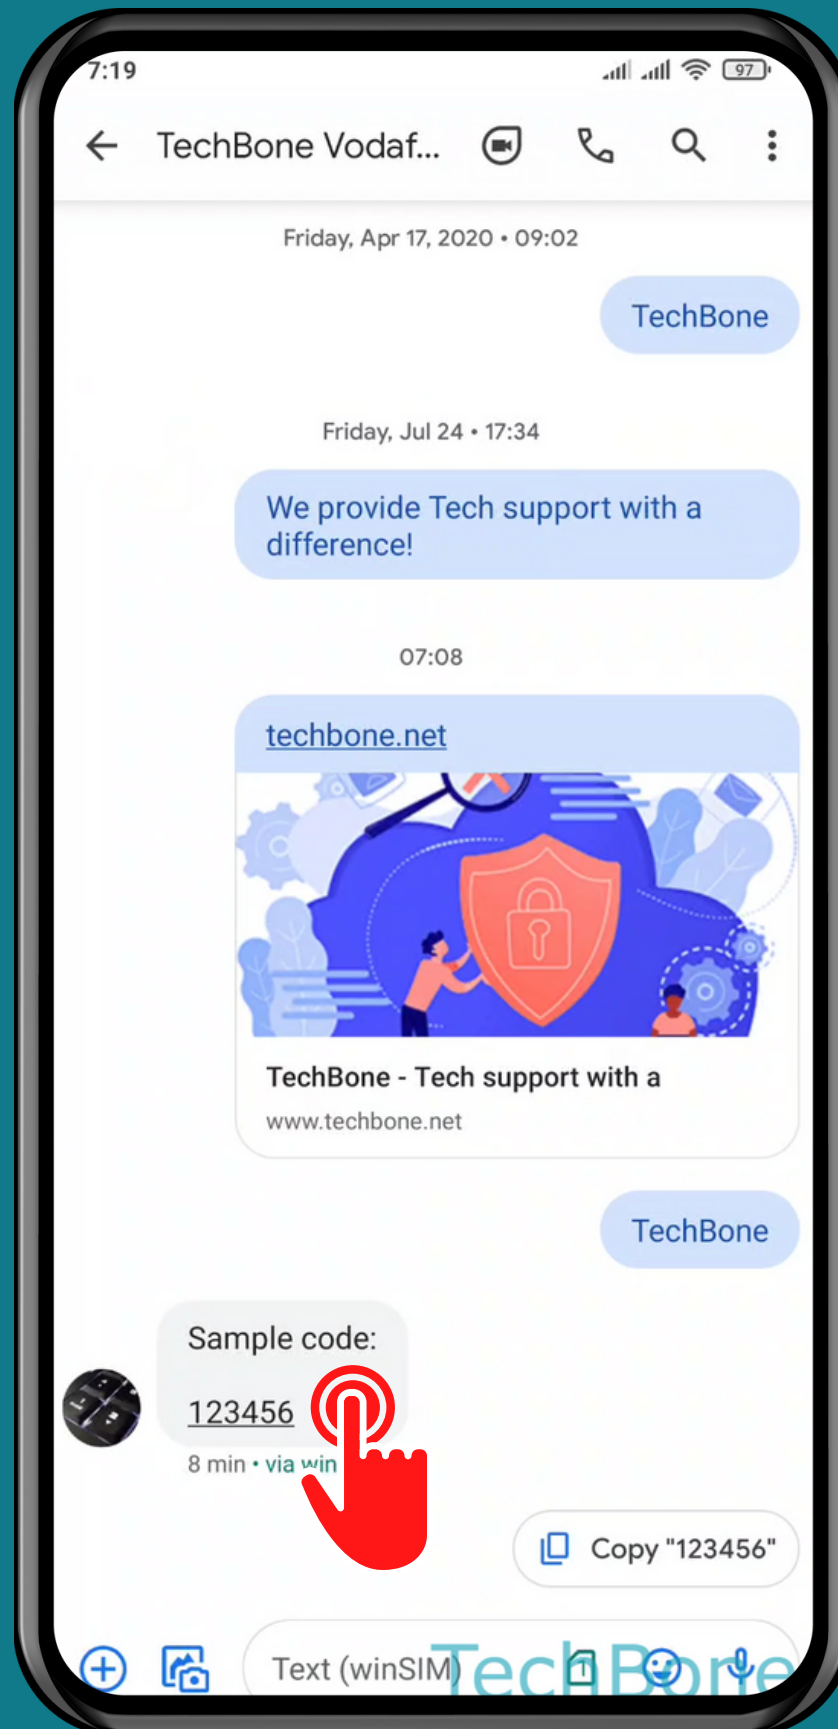 7:19
97
TechBone Vodaf...
Friday, Apr 17, 2020 • 09:02
TechBone
Friday, Jul 24 • 17:34
We provide Tech support with a
difference!
07:08
techbone.net
TechBone - Tech support with a
www.techbone.net
TechBone
Sample code:
123456
8 min • via win
Copy "123456"
Text (winSIM)
1
TechBone